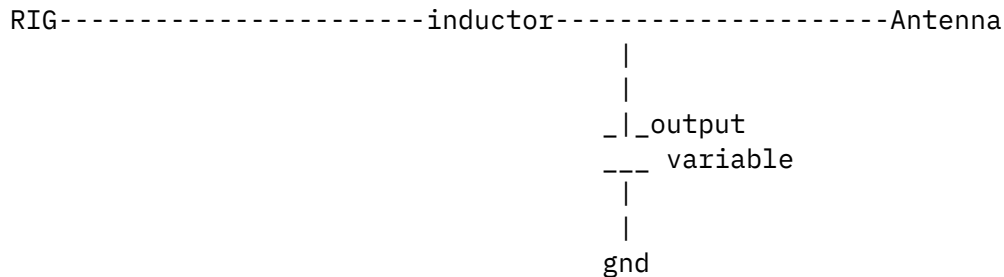 RIG-----------------------inductor---------------------Antenna
|
|
_|_output
___ variable
|
|
gnd